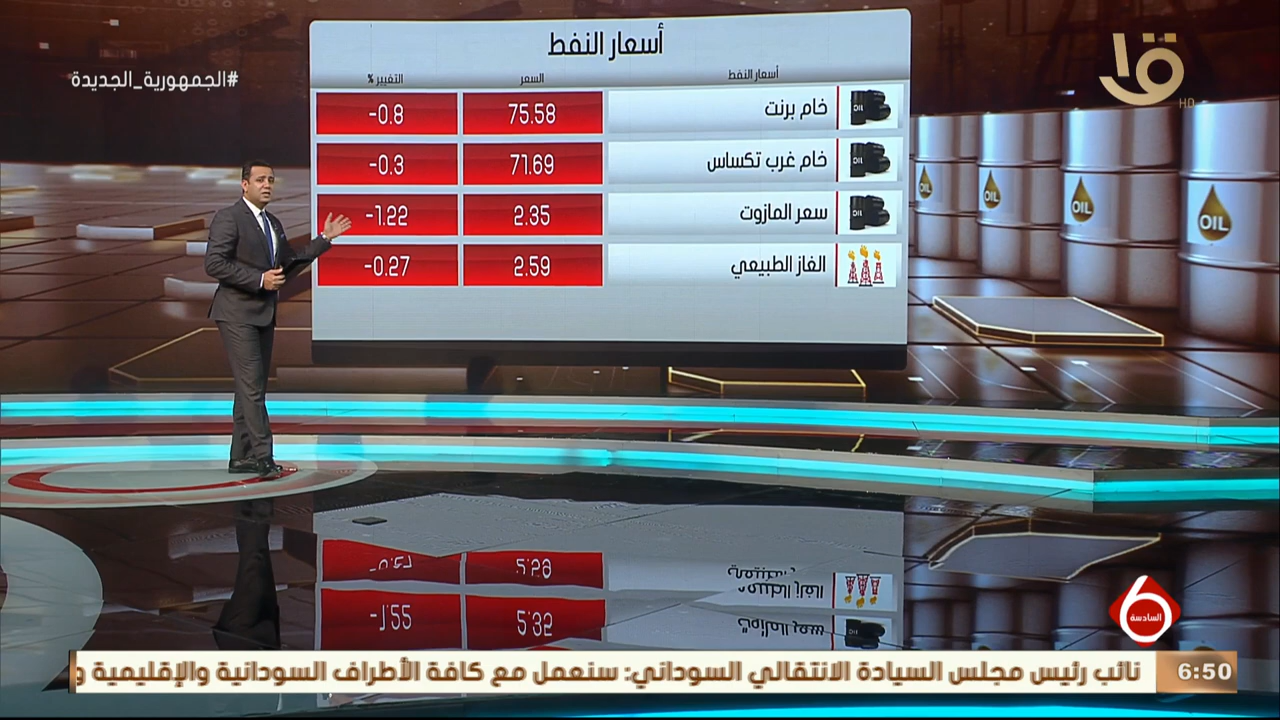 أسعار النفط
#الجمهورية_الجديدة
HD
أسعار النفط السعر التغيير %
خام برنت 75.58 -0.8
خام غرب تكساس 71.69 -0.3
سعر المازوت 2.35 -1.22
الغاز الطبيعي 2.59 -0.27
OIL
OIL
OIL
OIL
6 السادسة
6:50 نائب رئيس مجلس السيادة الانتقالي السوداني: سنعمل مع كافة الأطراف السودانية والإقليمية و